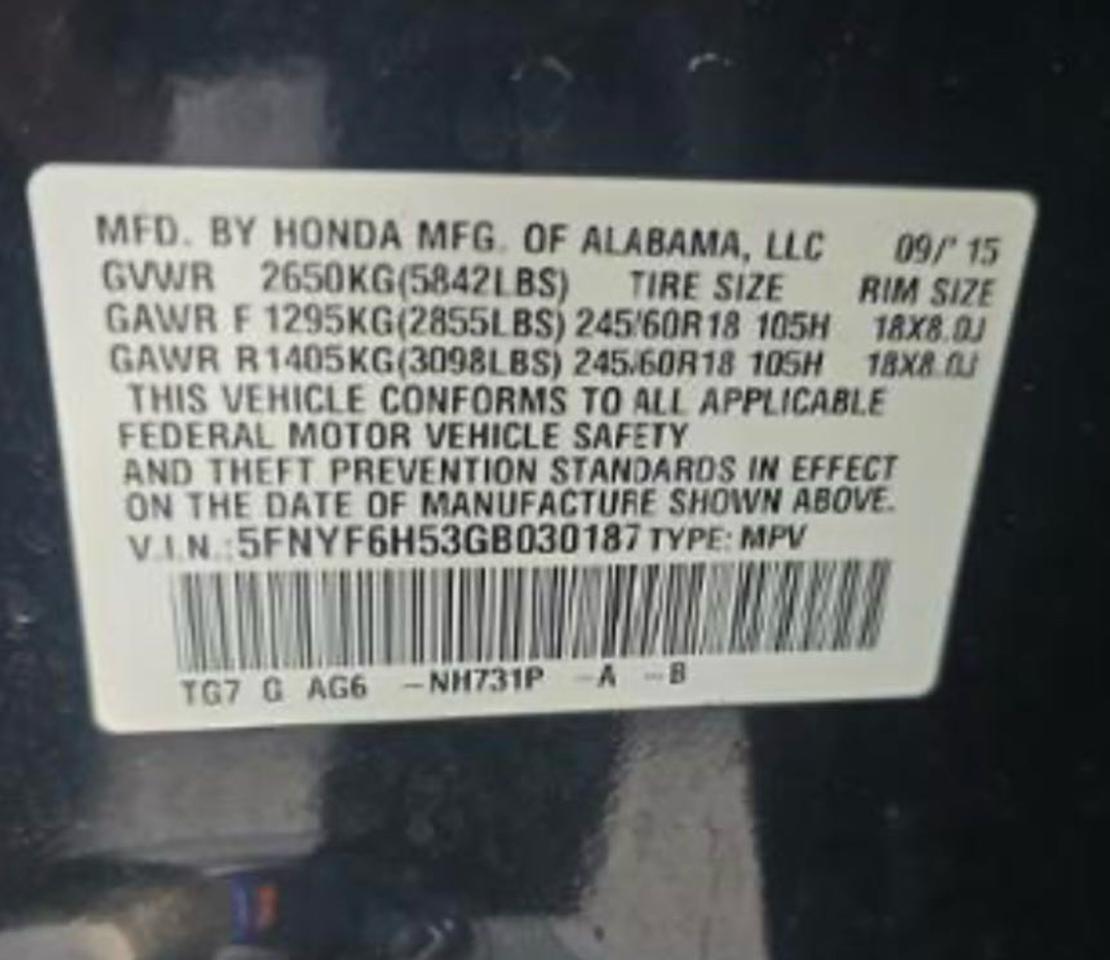 MFD. BY HONDA MFG. OF ALABAMA, LLC 09/' 15
GVWR 2650KG(5842LBS) TIRE SIZE RIM SIZE
GAWR F 1295KG(2855LBS) 245/60R18 105H 18X8.0J
GAWR R1405KG(3098LBS) 245/60R18 105H 18X8.0J
THIS VEHICLE CONFORMS TO ALL APPLICABLE
FEDERAL MOTOR VEHICLE SAFETY
AND THEFT PREVENTION STANDARDS IN EFFECT
ON THE DATE OF MANUFACTURE SHOWN ABOVE.
V.I.N.:5FNYF6H53GB030187 TYPE: MPV
TG7 G AG6 -NH731P -A -B